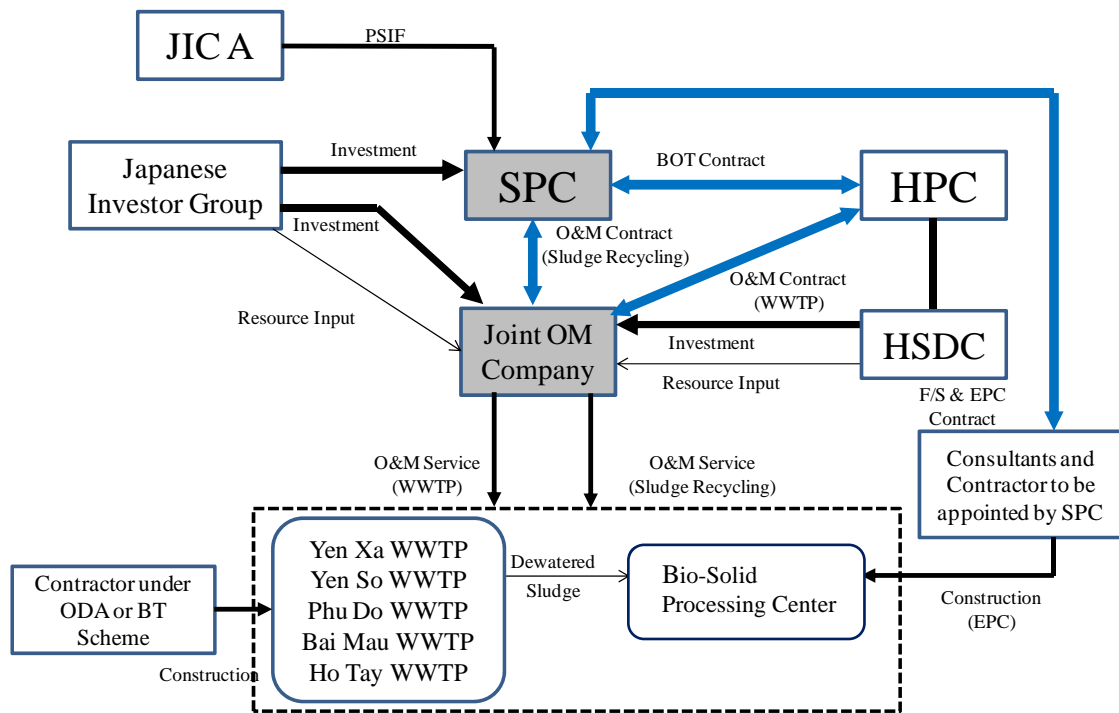 JIC A
PSIF
Japanese
Investor Group
Investment
Investment
SPC
BOT Contract
HPC
O&M Contract
(Sludge Recycling)
O&M Contract
(WWTP)
Resource Input
Joint OM
Company
Investment
Resource Input
HSDC
F/S & EPC
Contract
Consultants and
Contractor to be
appointed by SPC
O&M Service
(WWTP)
O&M Service
(Sludge Recycling)
Contractor under
ODA or BT
Scheme
Construction
Yen Xa WWTP
Yen So WWTP
Phu Do WWTP
Bai Mau WWTP
Ho Tay WWTP
Dewatered
Sludge
Bio-Solid
Processing Center
Construction
(EPC)